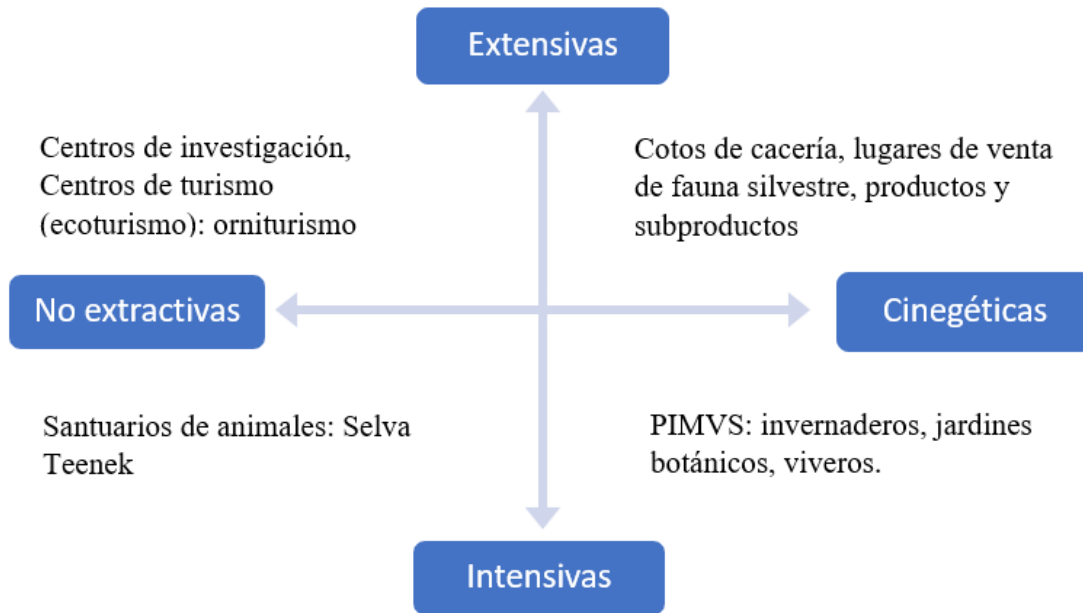 Extensivas
Centros de investigación,
Centros de turismo
(ecoturismo): orniturismo
Cotos de cacería, lugares de venta
de fauna silvestre, productos y
subproductos
No extractivas
Cinegéticas
Santuarios de animales: Selva
Teenek
PIMVS: invernaderos, jardines
botánicos, viveros.
Intensivas